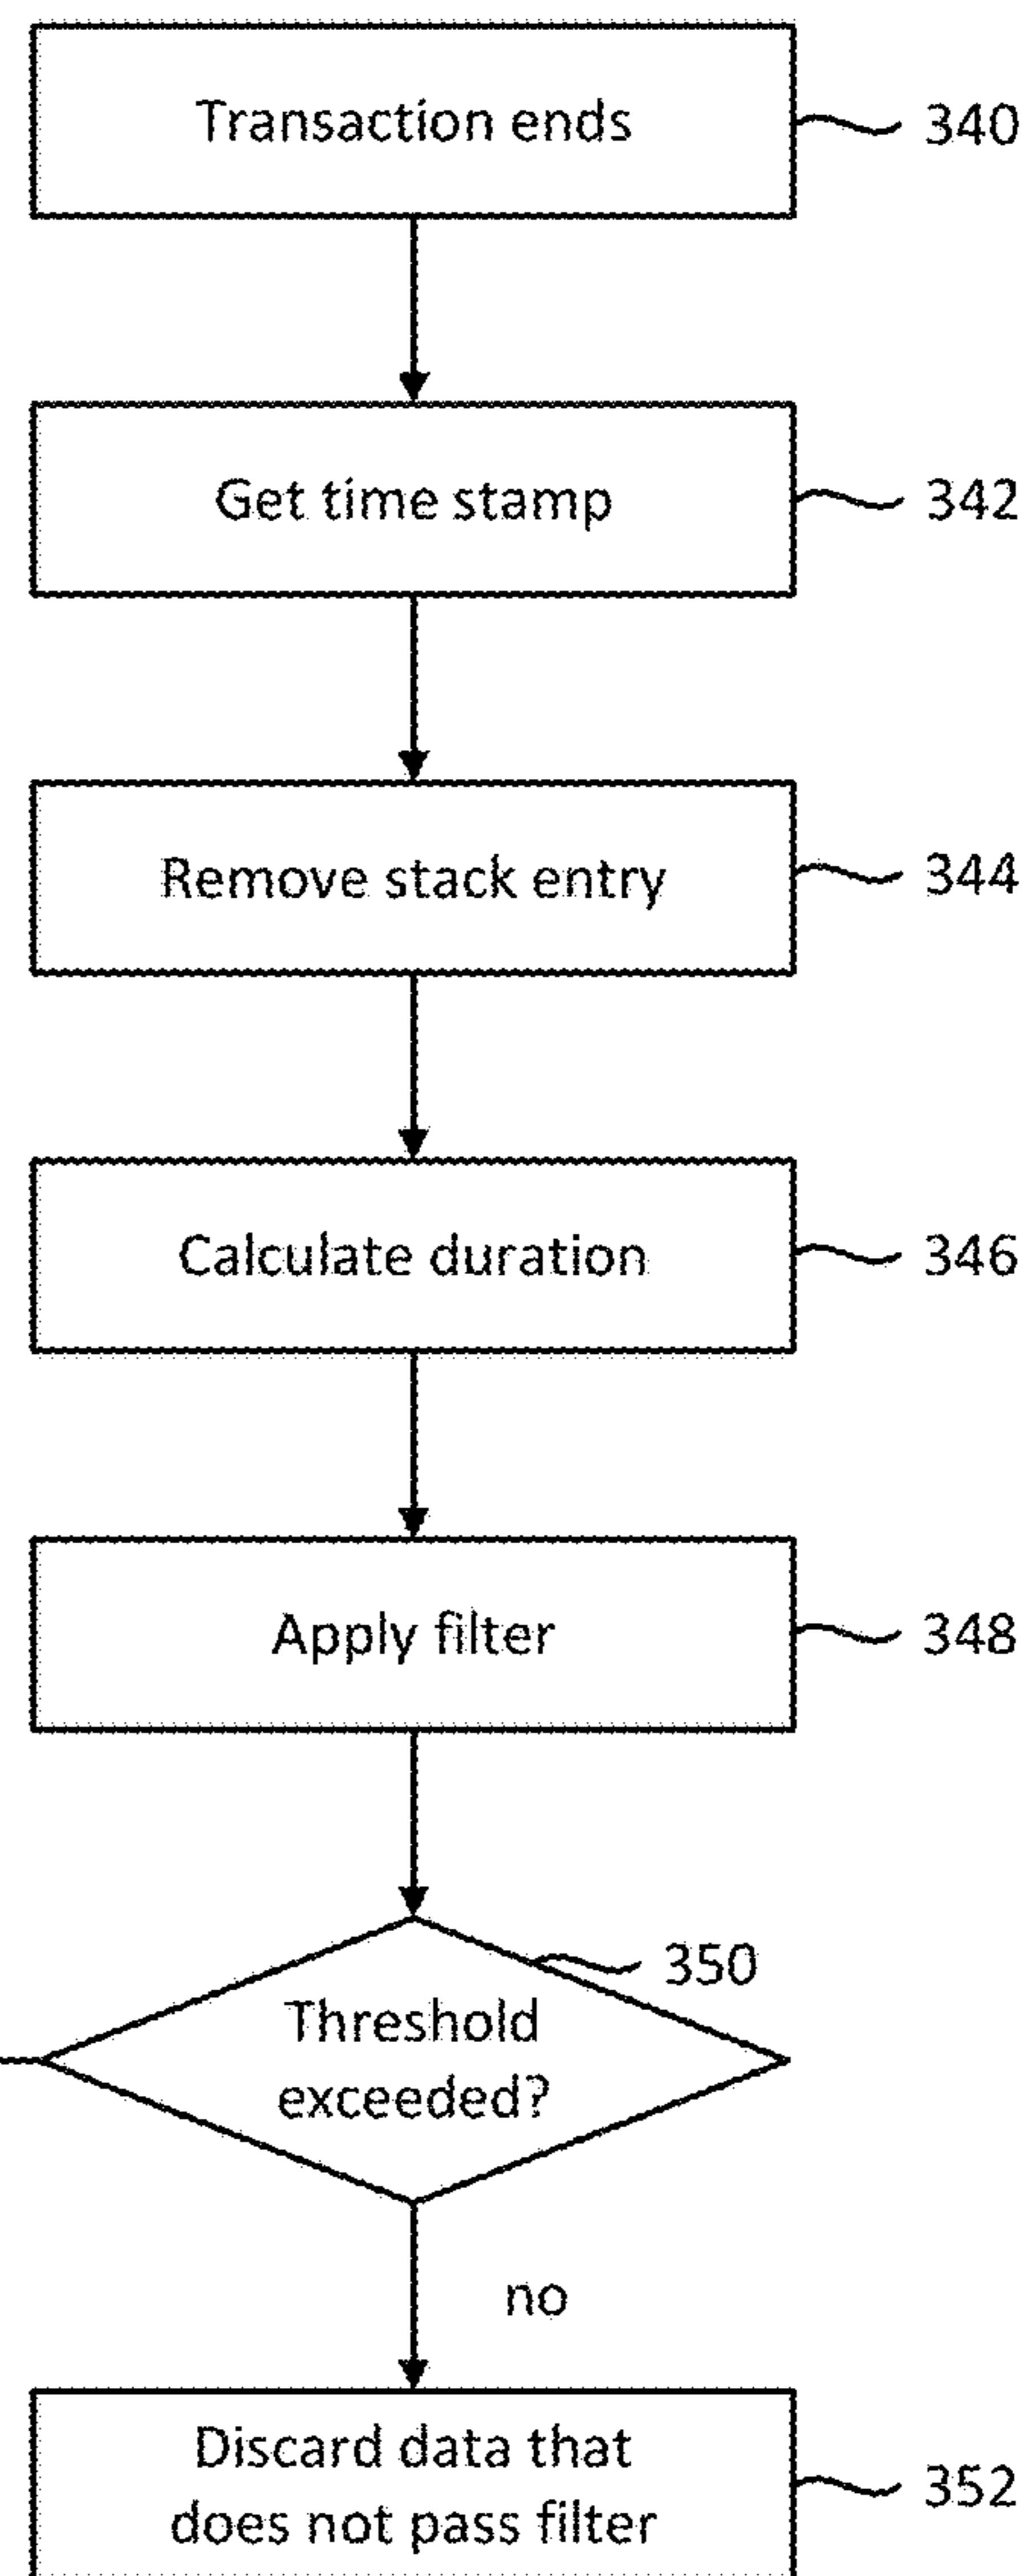 Transaction ends
340
Get time stamp
342
Remove stack entry
344
Calculate duration
346
Apply filter
348
350
Threshold
exceeded?
no
Discard data that
does not pass filter
352